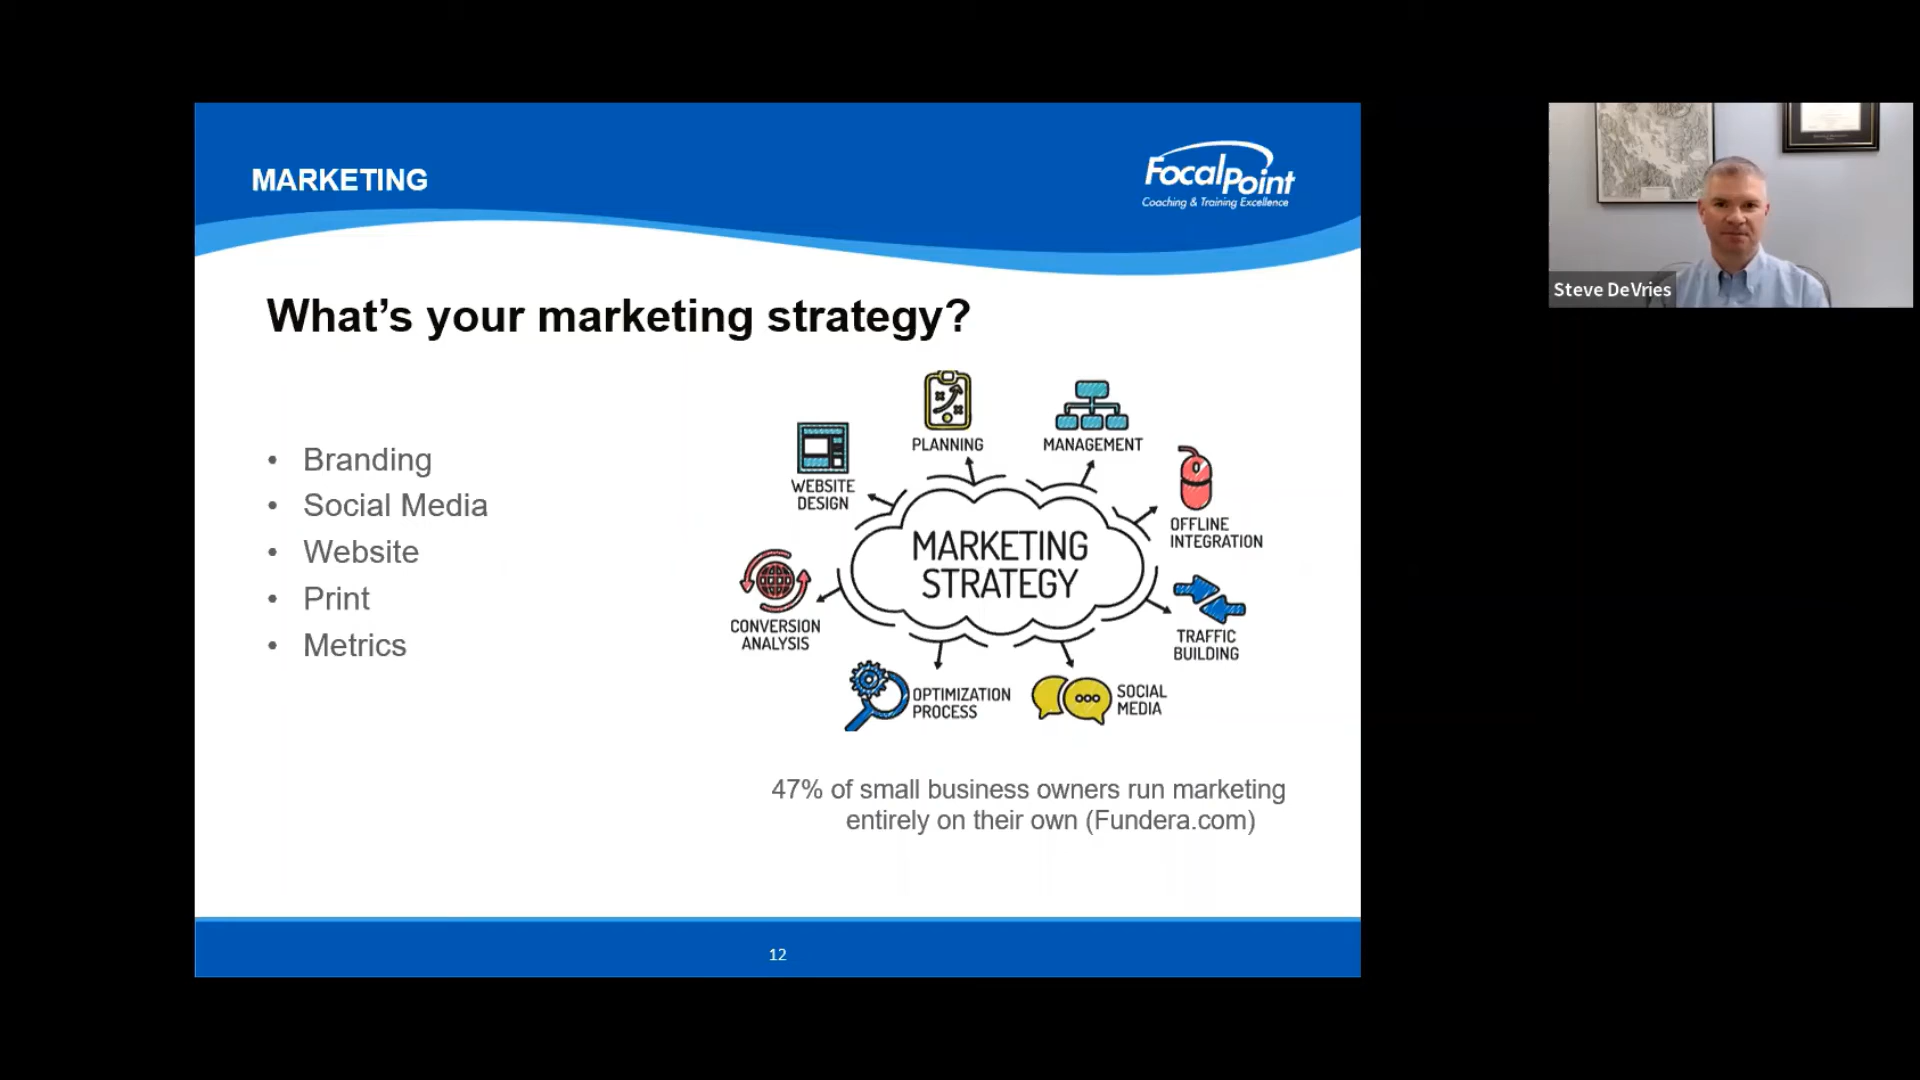 MARKETING
FocalPoint
Coaching & Training Excellence
What's your marketing strategy?
• Branding
• Social Media
• Website
• Print
• Metrics
PLANNING
MANAGEMENT
WEBSITE
DESIGN
OFFLINE
INTEGRATION
MARKETING
STRATEGY
CONVERSION
ANALYSIS
TRAFFIC
BUILDING
OPTIMIZATION
PROCESS
SOCIAL
MEDIA
47% of small business owners run marketing
entirely on their own (Fundera.com)
12
Steve DeVries